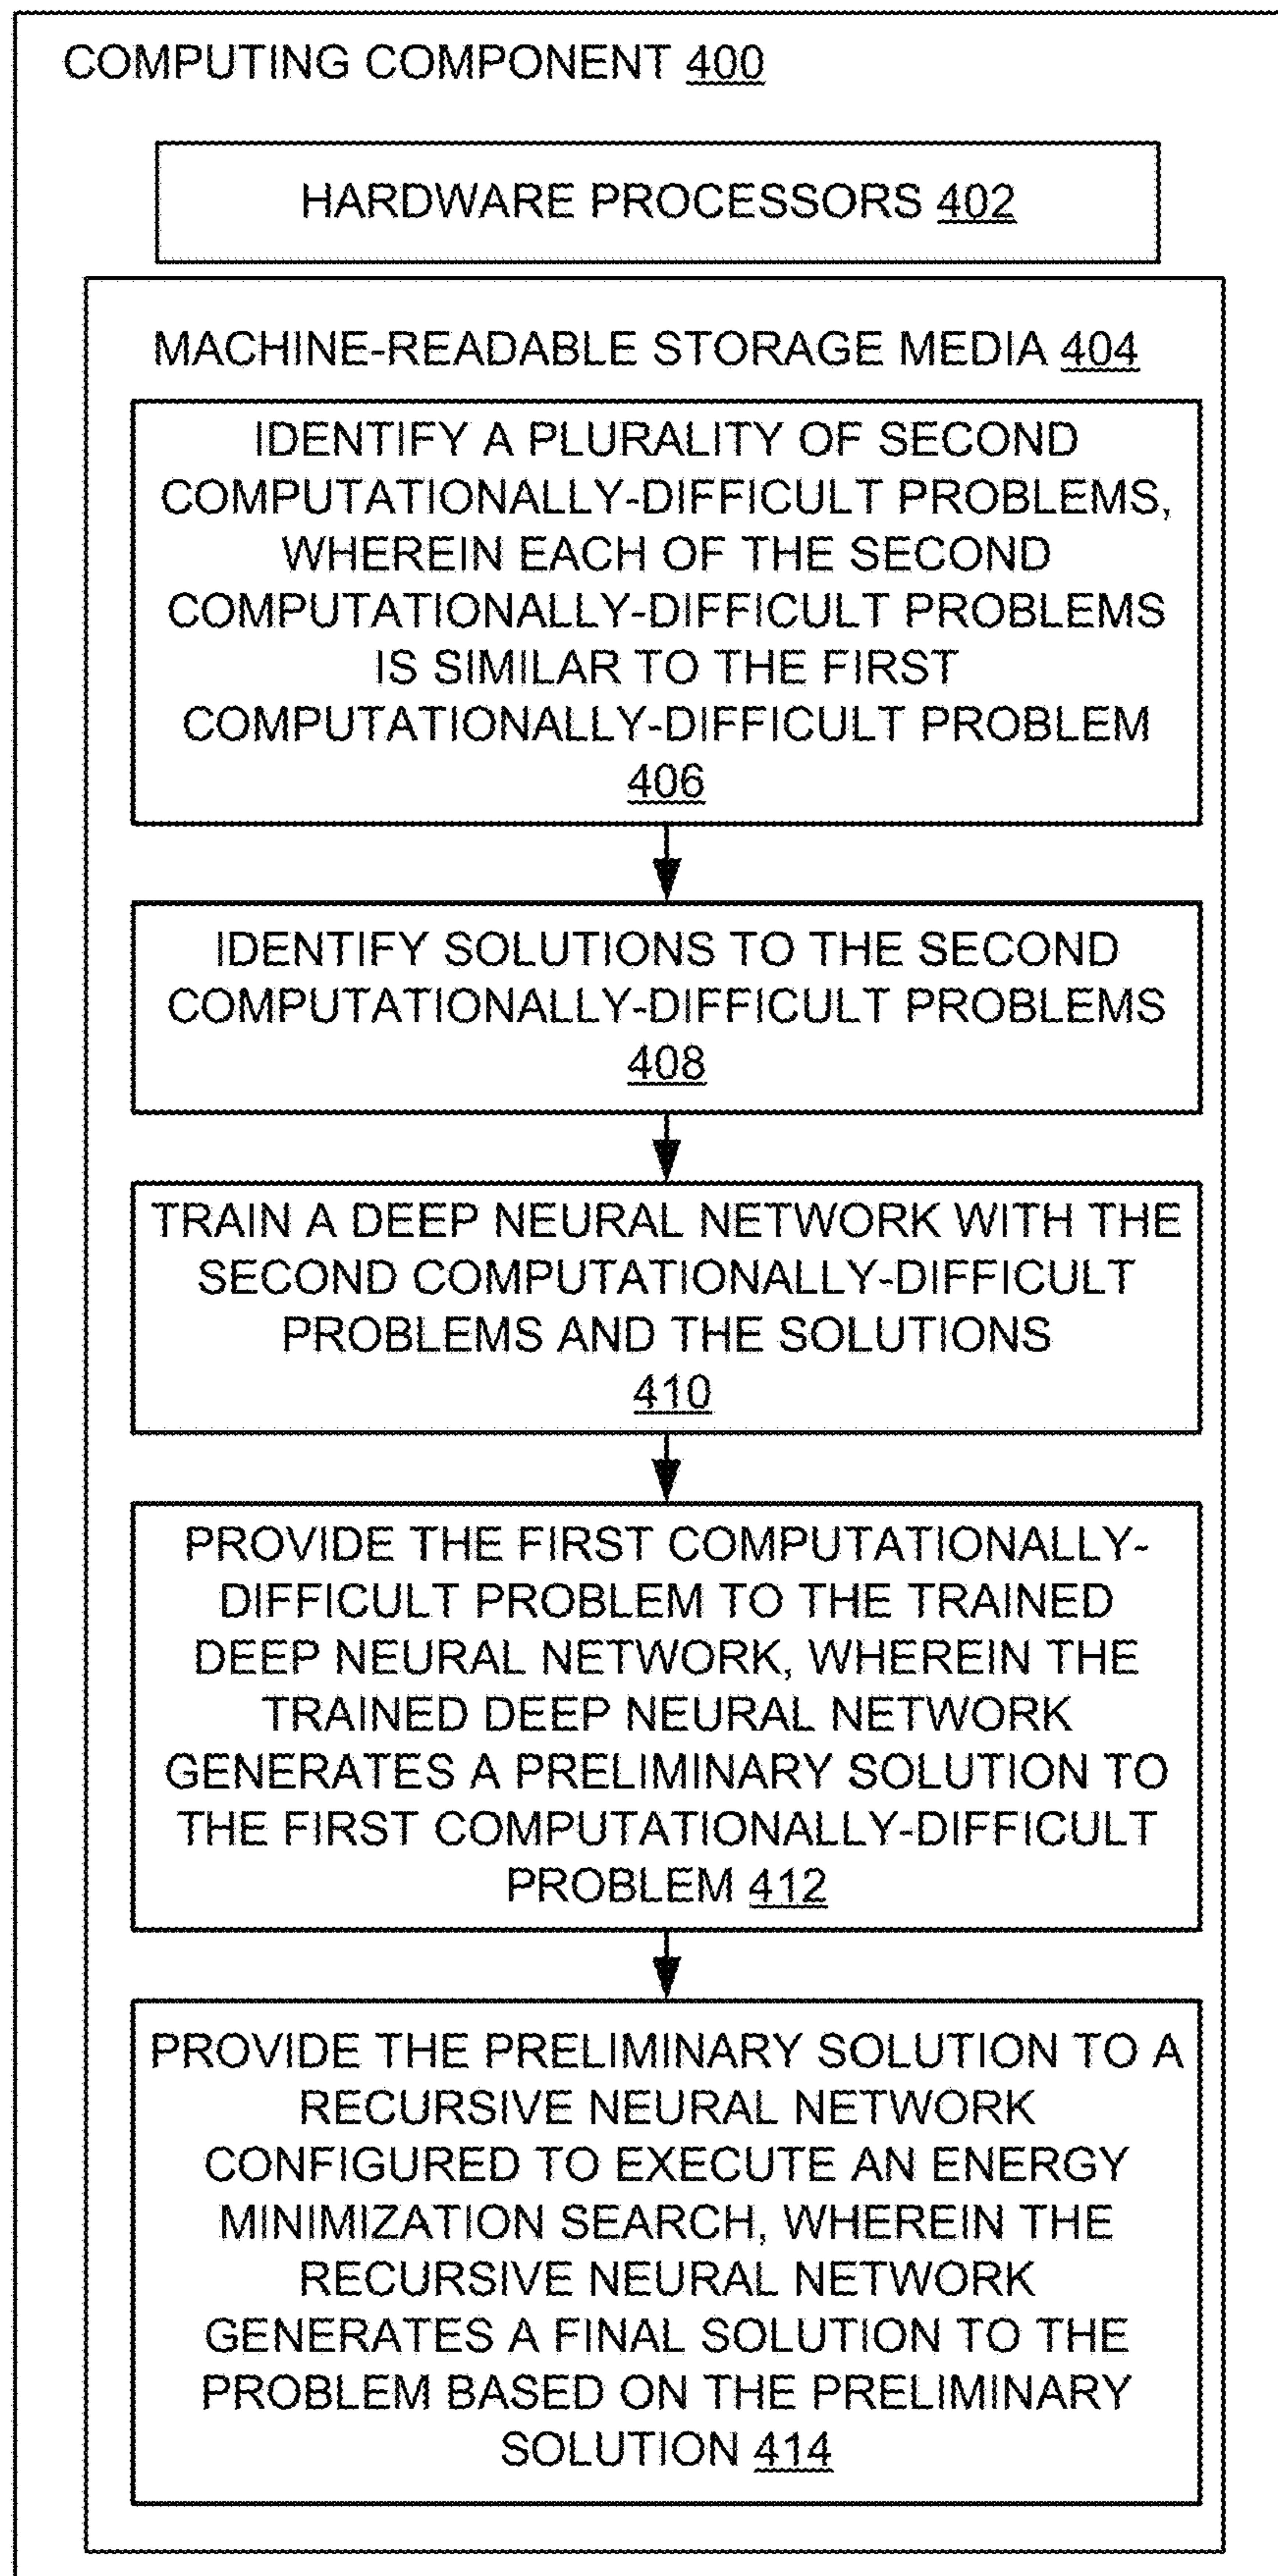 COMPUTING COMPONENT 400
HARDWARE PROCESSORS 402
MACHINE-READABLE STORAGE MEDIA 404
IDENTIFY A PLURALITY OF SECOND
COMPUTATIONALLY-DIFFICULT PROBLEMS,
WHEREIN EACH OF THE SECOND
COMPUTATIONALLY-DIFFICULT PROBLEMS
IS SIMILAR TO THE FIRST
COMPUTATIONALLY-DIFFICULT PROBLEM
406
IDENTIFY SOLUTIONS TO THE SECOND
COMPUTATIONALLY-DIFFICULT PROBLEMS
408
TRAIN A DEEP NEURAL NETWORK WITH THE
SECOND COMPUTATIONALLY-DIFFICULT
PROBLEMS AND THE SOLUTIONS
410
PROVIDE THE FIRST COMPUTATIONALLY-
DIFFICULT PROBLEM TO THE TRAINED
DEEP NEURAL NETWORK, WHEREIN THE
TRAINED DEEP NEURAL NETWORK
GENERATES A PRELIMINARY SOLUTION TO
THE FIRST COMPUTATIONALLY-DIFFICULT
PROBLEM 412
PROVIDE THE PRELIMINARY SOLUTION TO A
RECURSIVE NEURAL NETWORK
CONFIGURED TO EXECUTE AN ENERGY
MINIMIZATION SEARCH, WHEREIN THE
RECURSIVE NEURAL NETWORK
GENERATES A FINAL SOLUTION TO THE
PROBLEM BASED ON THE PRELIMINARY
SOLUTION 414